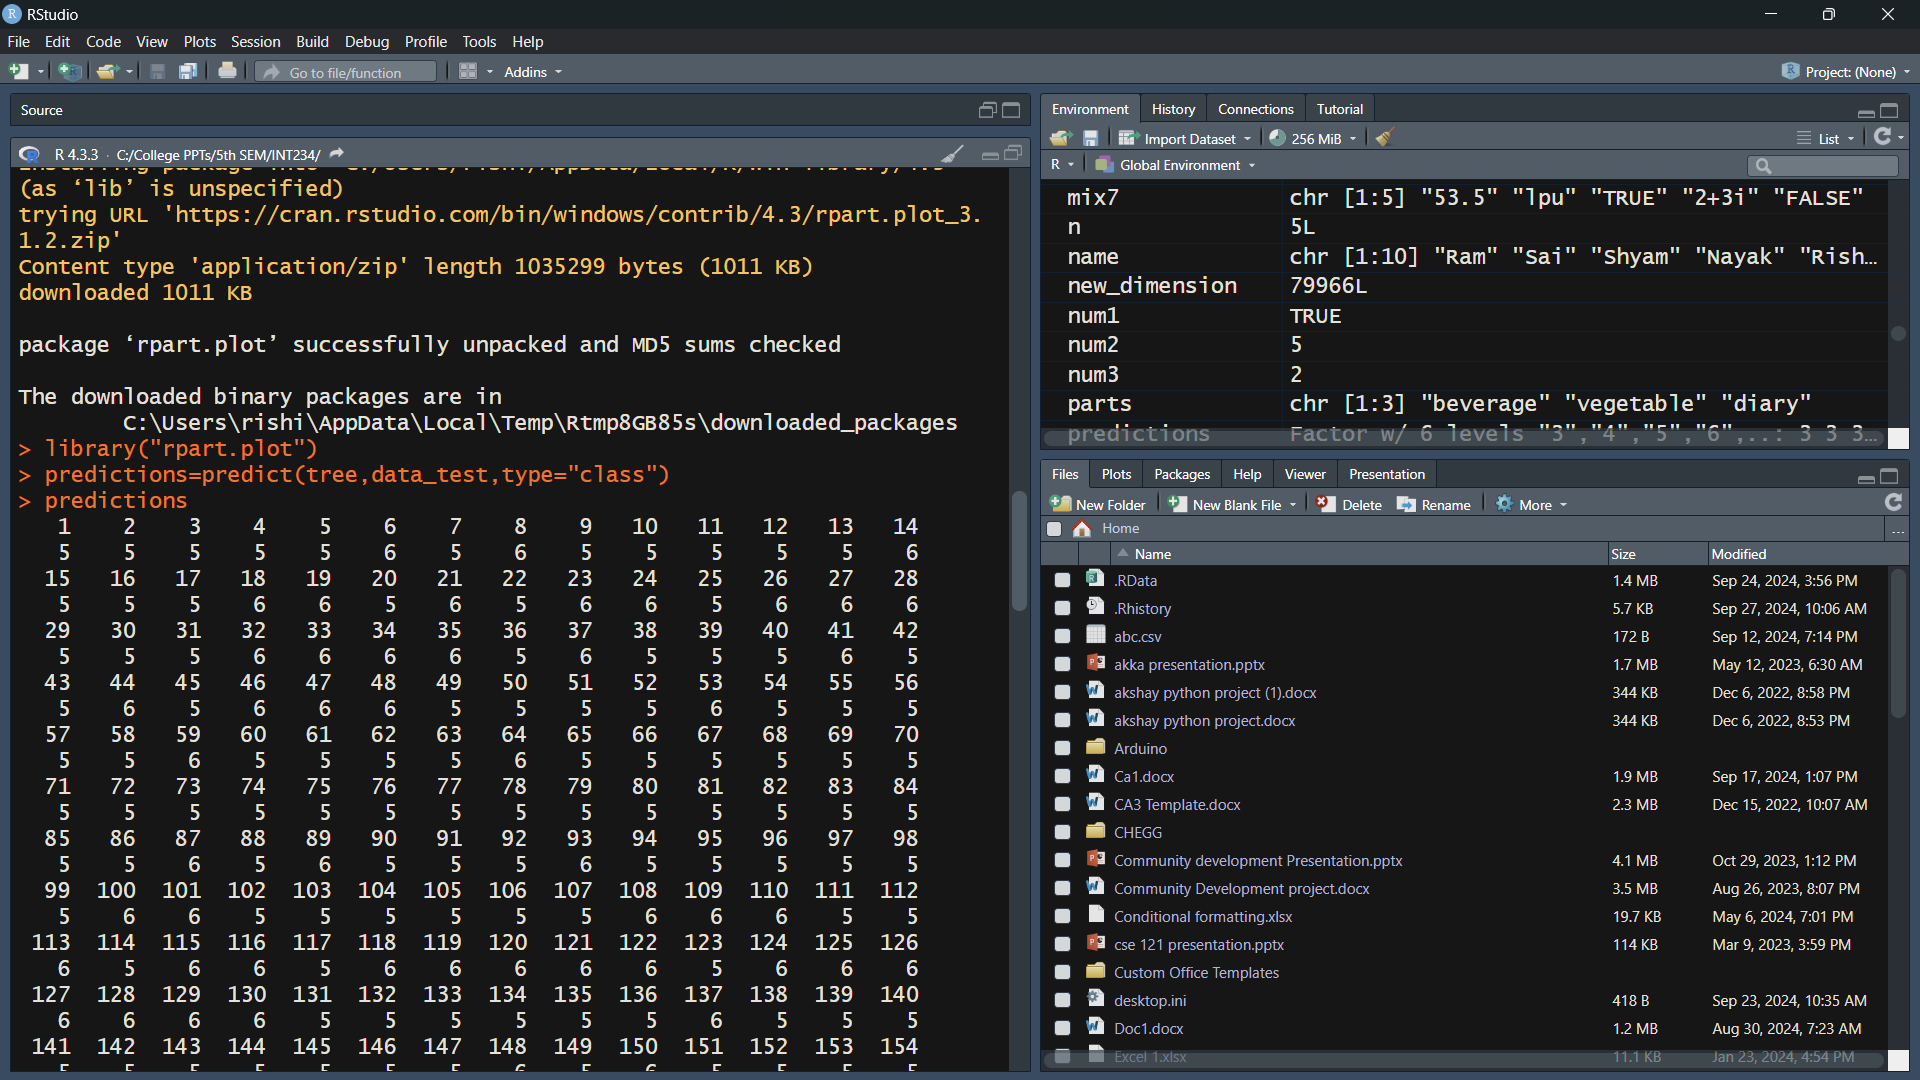 RStudio
File Edit Code View Plots Session Build Debug Profile Tools Help
Go to file/function Addins Project: (None)
Source
R 4.3.3 · C:/College PPTs/5th SEM/INT234/
(as ‘lib’ is unspecified)
trying URL 'https://cran.rstudio.com/bin/windows/contrib/4.3/rpart.plot_3.
1.2.zip'
Content type 'application/zip' length 1035299 bytes (1011 KB)
downloaded 1011 KB
package ‘rpart.plot’ successfully unpacked and MD5 sums checked
The downloaded binary packages are in
C:\Users\rishi\AppData\Local\Temp\Rtmp8GB85s\downloaded_packages
> library("rpart.plot")
> predictions=predict(tree,data_test,type="class")
> predictions
1 2 3 4 5 6 7 8 9 10 11 12 13 14
5 5 5 5 5 6 5 6 5 5 5 5 5 6
15 16 17 18 19 20 21 22 23 24 25 26 27 28
5 5 5 6 6 5 6 5 6 6 5 6 6 6
29 30 31 32 33 34 35 36 37 38 39 40 41 42
5 5 5 6 6 6 6 5 6 5 5 5 6 5
43 44 45 46 47 48 49 50 51 52 53 54 55 56
5 6 5 6 6 6 5 5 5 5 6 5 5 5
57 58 59 60 61 62 63 64 65 66 67 68 69 70
5 5 6 5 5 5 5 6 5 5 5 5 5 5
71 72 73 74 75 76 77 78 79 80 81 82 83 84
5 5 5 5 5 5 5 5 5 5 5 5 5 5
85 86 87 88 89 90 91 92 93 94 95 96 97 98
5 5 6 5 6 5 5 5 6 5 5 5 5 5
99 100 101 102 103 104 105 106 107 108 109 110 111 112
5 6 6 5 5 5 5 5 5 6 6 6 5 5
113 114 115 116 117 118 119 120 121 122 123 124 125 126
6 5 6 6 5 6 6 6 6 6 5 6 6 6
127 128 129 130 131 132 133 134 135 136 137 138 139 140
6 6 6 6 5 5 5 5 5 5 6 5 5 5
141 142 143 144 145 146 147 148 149 150 151 152 153 154
Environment History Connections Tutorial
Import Dataset 256 MiB List
R Global Environment
mix7 chr [1:5] "53.5" "lpu" "TRUE" "2+3i" "FALSE"
n 5L
name chr [1:10] "Ram" "Sai" "Shyam" "Nayak" "Rish…
new_dimension 79966L
num1 TRUE
num2 5
num3 2
parts chr [1:3] "beverage" "vegetable" "diary"
predictions Factor w/ 6 levels "3","4","5","6",..: 3 3 3…
Files Plots Packages Help Viewer Presentation
New Folder New Blank File Delete Rename More
Home ...
Name Size Modified
.RData 1.4 MB Sep 24, 2024, 3:56 PM
.Rhistory 5.7 KB Sep 27, 2024, 10:06 AM
abc.csv 172 B Sep 12, 2024, 7:14 PM
akka presentation.pptx 1.7 MB May 12, 2023, 6:30 AM
akshay python project (1).docx 344 KB Dec 6, 2022, 8:58 PM
akshay python project.docx 344 KB Dec 6, 2022, 8:53 PM
Arduino
Ca1.docx 1.9 MB Sep 17, 2024, 1:07 PM
CA3 Template.docx 2.3 MB Dec 15, 2022, 10:07 AM
CHEGG
Community development Presentation.pptx 4.1 MB Oct 29, 2023, 1:12 PM
Community Development project.docx 3.5 MB Aug 26, 2023, 8:07 PM
Conditional formatting.xlsx 19.7 KB May 6, 2024, 7:01 PM
cse 121 presentation.pptx 114 KB Mar 9, 2023, 3:59 PM
Custom Office Templates
desktop.ini 418 B Sep 23, 2024, 10:35 AM
Doc1.docx 1.2 MB Aug 30, 2024, 7:23 AM
Excel 1.xlsx 11.1 KB Jan 23, 2024, 4:54 PM